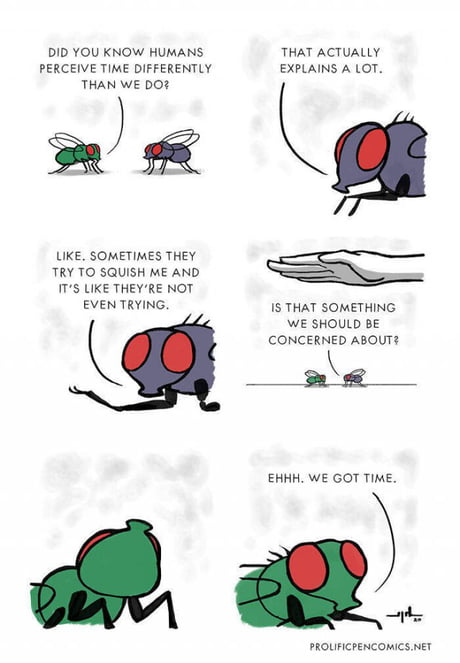 DID YOU KNOW HUMANS
PERCEIVE TIME DIFFERENTLY
THAN WE DO?
THAT ACTUALLY
EXPLAINS A LOT.
LIKE. SOMETIMES THEY
TRY TO SQUISH ME AND
IT'S LIKE THEY'RE NOT
EVEN TRYING.
IS THAT SOMETHING
WE SHOULD BE
CONCERNED ABOUT?
EHHH. WE GOT TIME.
PROLIFICPENCOMICS.NET